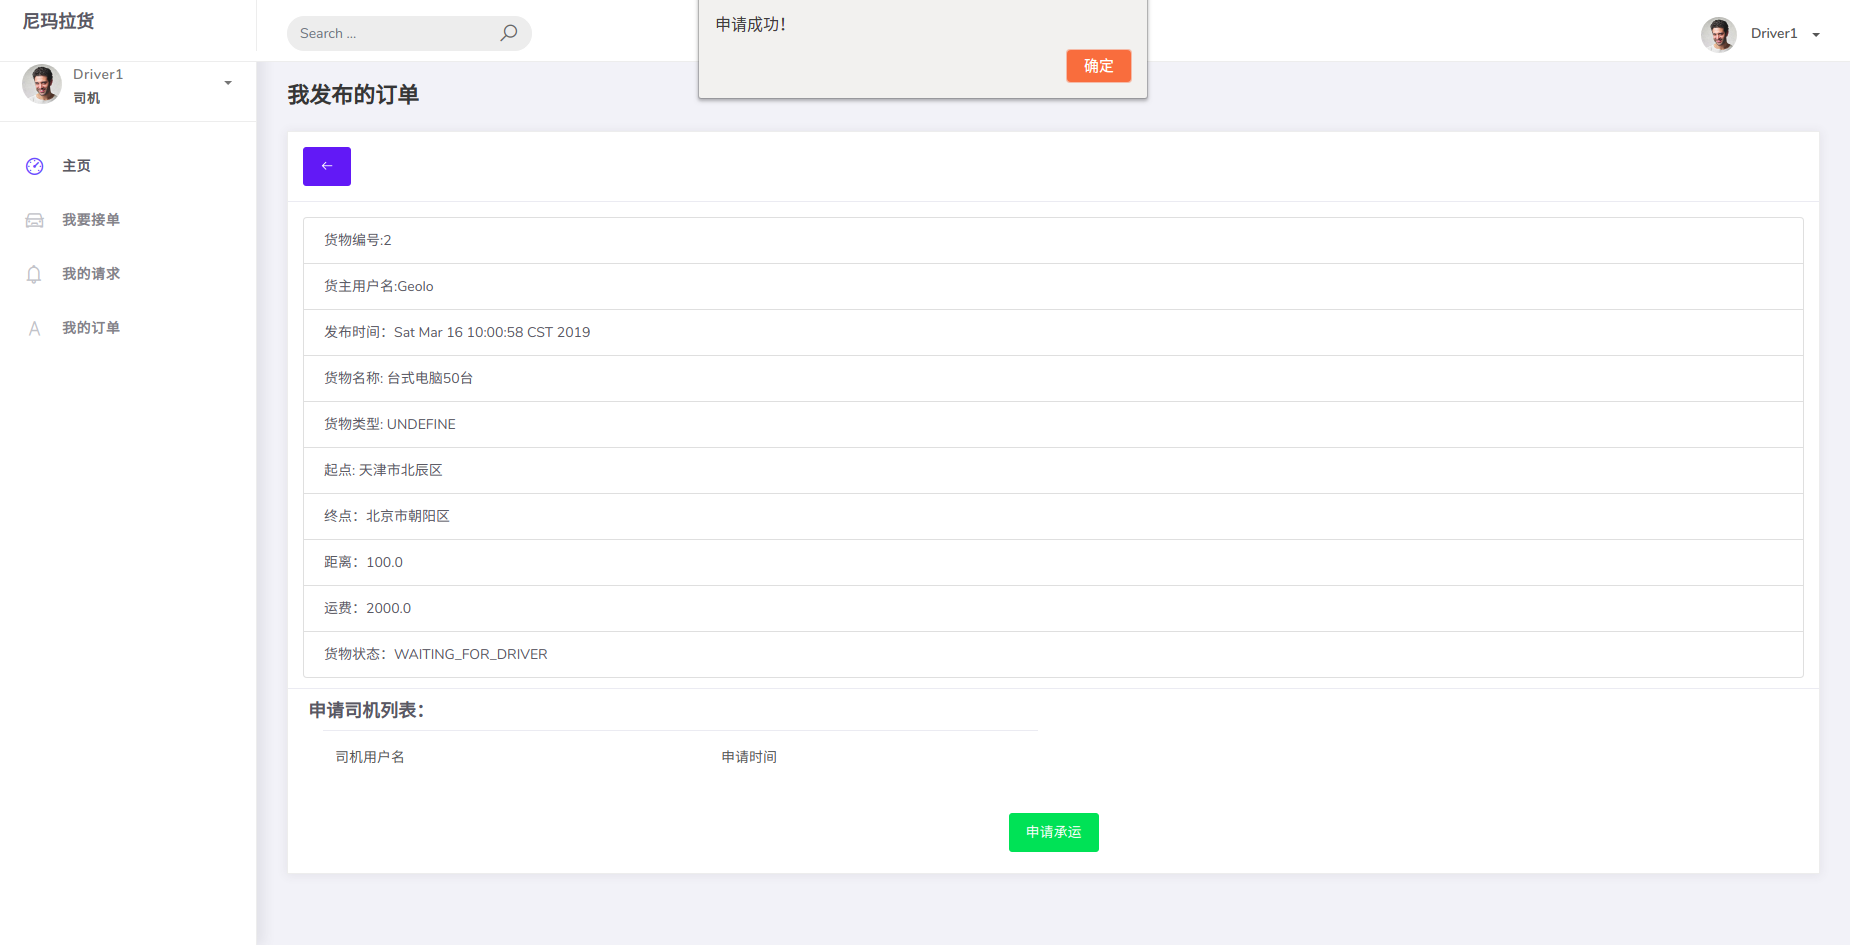 尼玛拉货
Search ...
申请成功!
确定
Driver1
Driver1
司机
主页
我要接单
我的请求
我的订单
我发布的订单
货物编号:2
货主用户名:Geolo
发布时间：Sat Mar 16 10:00:58 CST 2019
货物名称: 台式电脑50台
货物类型: UNDEFINE
起点: 天津市北辰区
终点：北京市朝阳区
距离：100.0
运费：2000.0
货物状态：WAITING_FOR_DRIVER
申请司机列表：
司机用户名 申请时间
申请承运